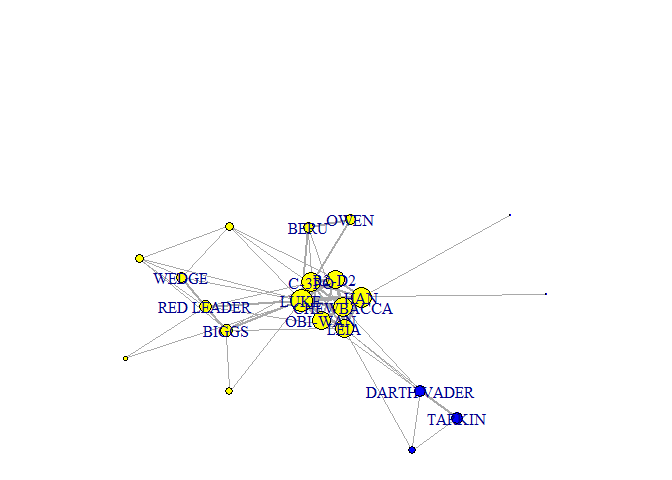 OWEN
BERU
WEDGE
R2-D2
C-3PO
HAN
LUKE
RED LEADER
CHEWBACCA
OBI-WAN
BIGGS
LEIA
DARTH VADER
TARKIN